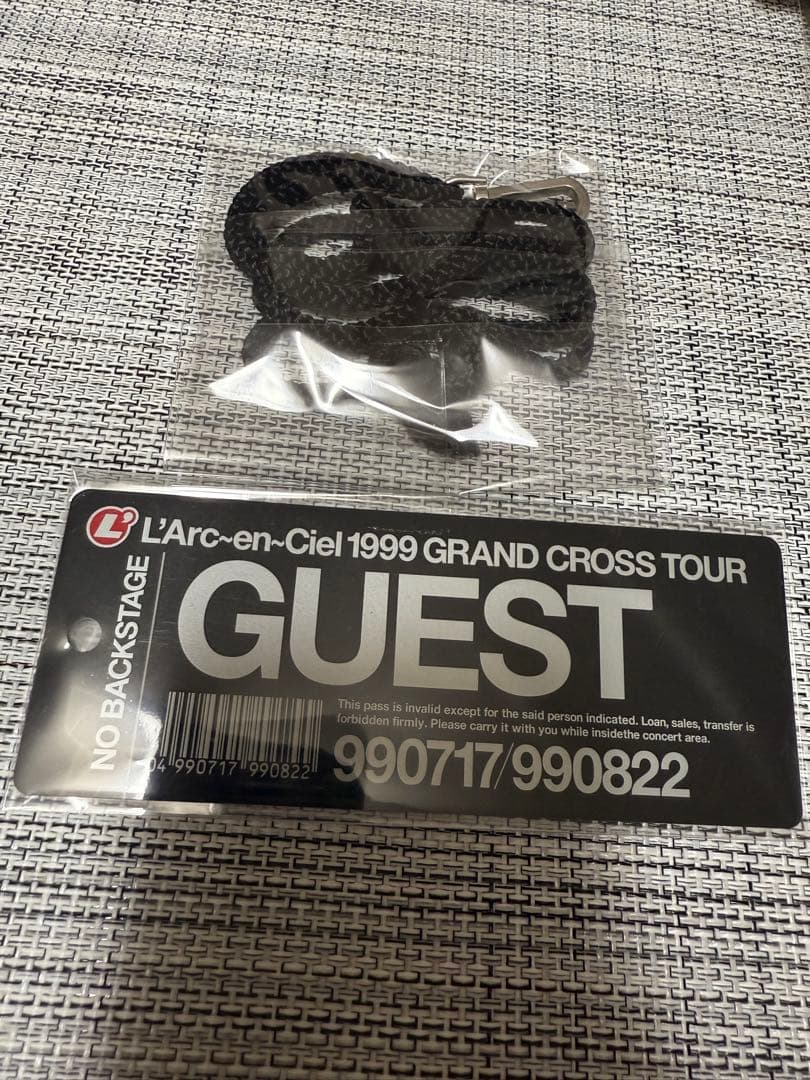 L'
L'Arc~en~Ciel 1999 GRAND CROSS TOUR
NO BACKSTAGE
GUEST
This pass is invalid except for the said person indicated. Loan, sales, transfer is
forbidden firmly. Please carry it with you while insidethe concert area.
04 990717 990822
990717/990822